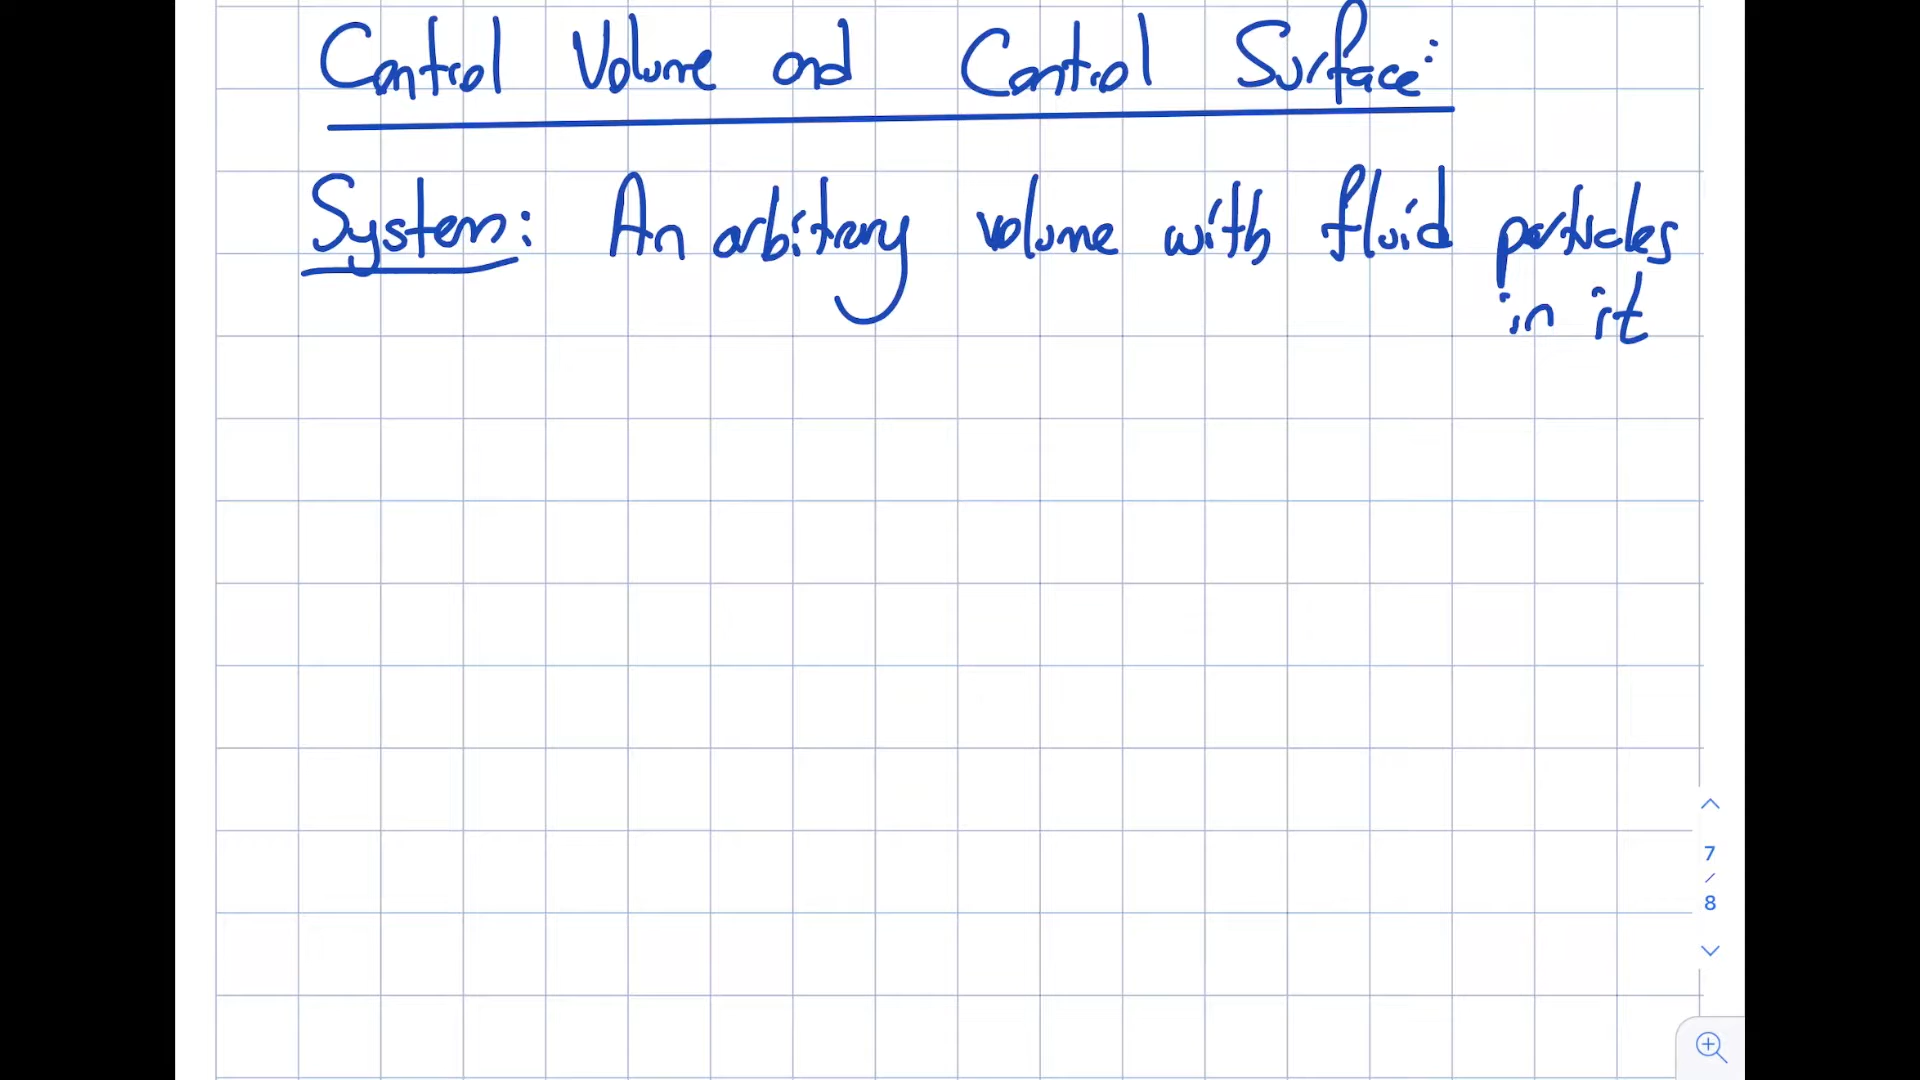 Control Volume and Control Surface:
System: An arbitrary volume with fluid particles
in it
7
/
8